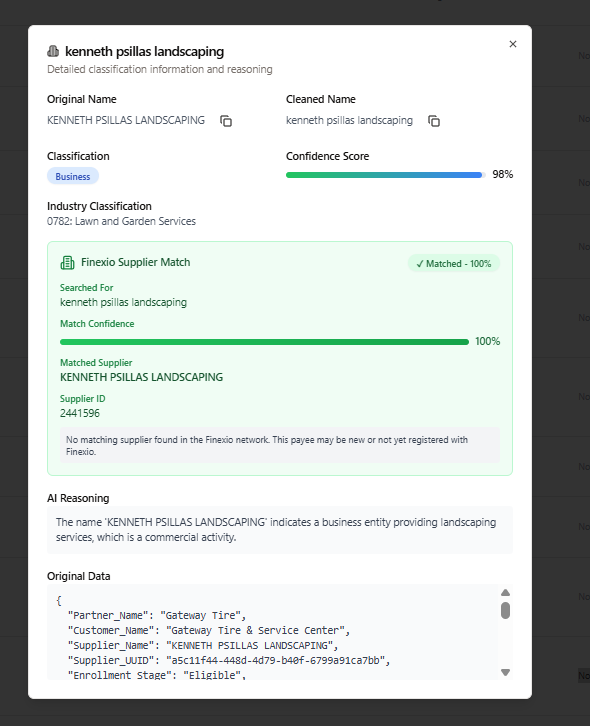 kenneth psillas landscaping
Detailed classification information and reasoning
Original Name
KENNETH PSILLAS LANDSCAPING
Cleaned Name
kenneth psillas landscaping
Classification
Business
Confidence Score
98%
Industry Classification
0782: Lawn and Garden Services
Finexio Supplier Match
✓ Matched - 100%
Searched For
kenneth psillas landscaping
Match Confidence
100%
Matched Supplier
KENNETH PSILLAS LANDSCAPING
Supplier ID
2441596
No matching supplier found in the Finexio network. This payee may be new or not yet registered with
Finexio.
AI Reasoning
The name 'KENNETH PSILLAS LANDSCAPING' indicates a business entity providing landscaping
services, which is a commercial activity.
Original Data
{
"Partner_Name": "Gateway Tire",
"Customer_Name": "Gateway Tire & Service Center",
"Supplier_Name": "KENNETH PSILLAS LANDSCAPING",
"Supplier_UUID": "a5c11f44-448d-4d79-b40f-6799a91ca7bb",
"Enrollment Stage": "Eligible",